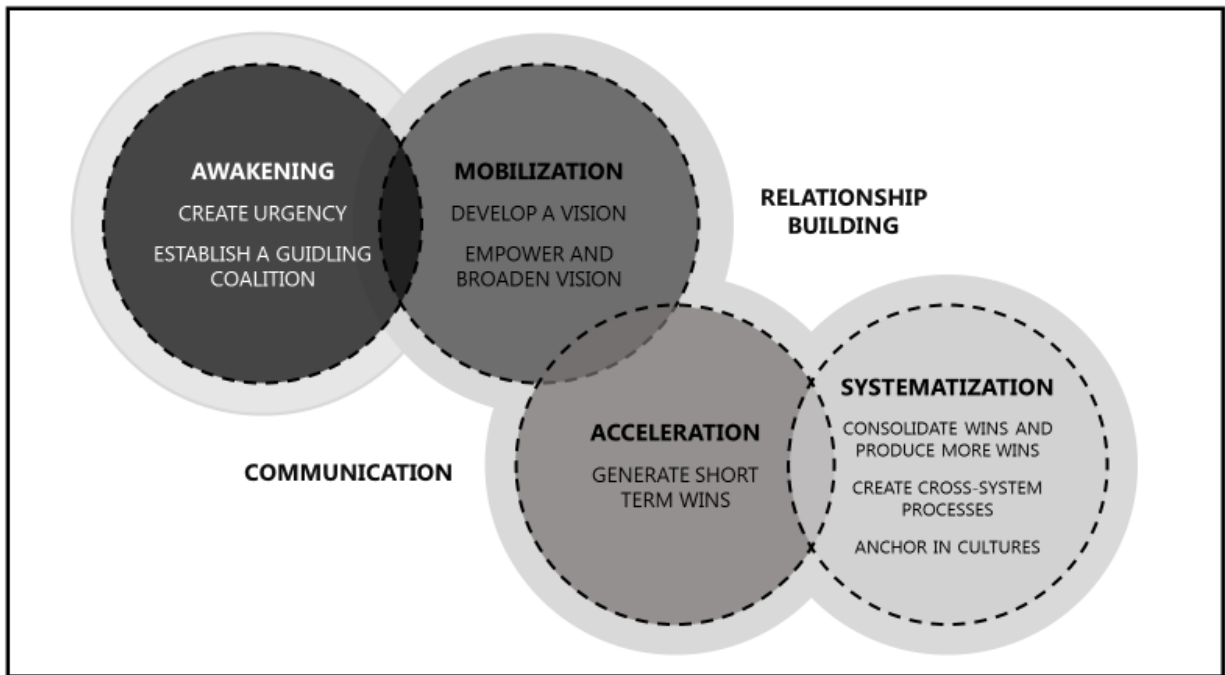 AWAKENING
CREATE URGENCY
ESTABLISH A GUIDLING
COALITION
MOBILIZATION
DEVELOP A VISION
EMPOWER AND
BROADEN VISION
RELATIONSHIP
BUILDING
COMMUNICATION
ACCELERATION
GENERATE SHORT
TERM WINS
SYSTEMATIZATION
CONSOLIDATE WINS AND
PRODUCE MORE WINS
CREATE CROSS-SYSTEM
PROCESSES
ANCHOR IN CULTURES